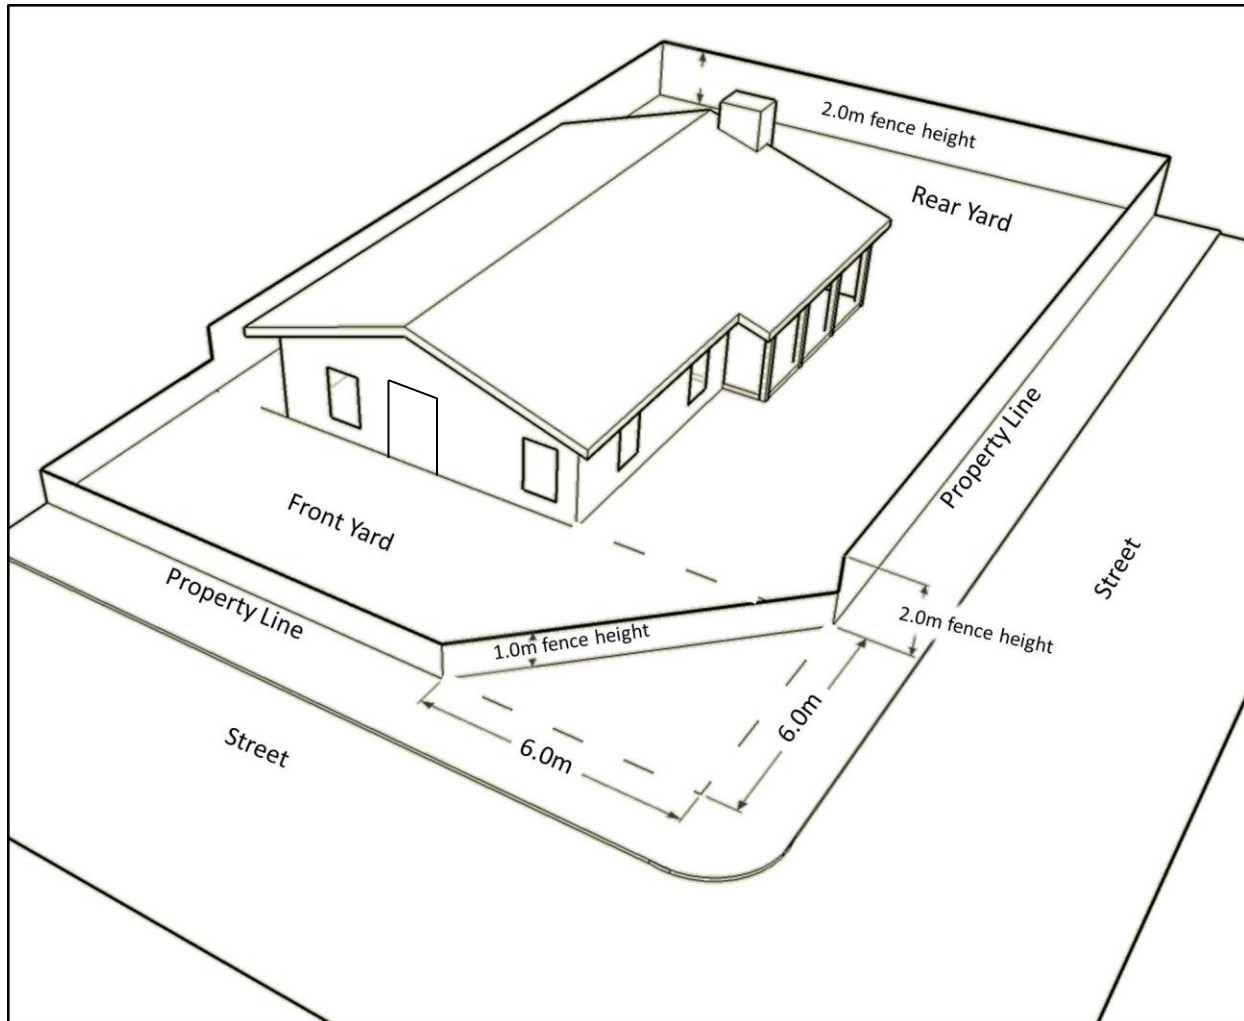 2.0m fence height
Rear Yard
Property Line
Street
Front Yard
Property Line
1.0m fence height
2.0m fence height
6.0m
6.0m
Street